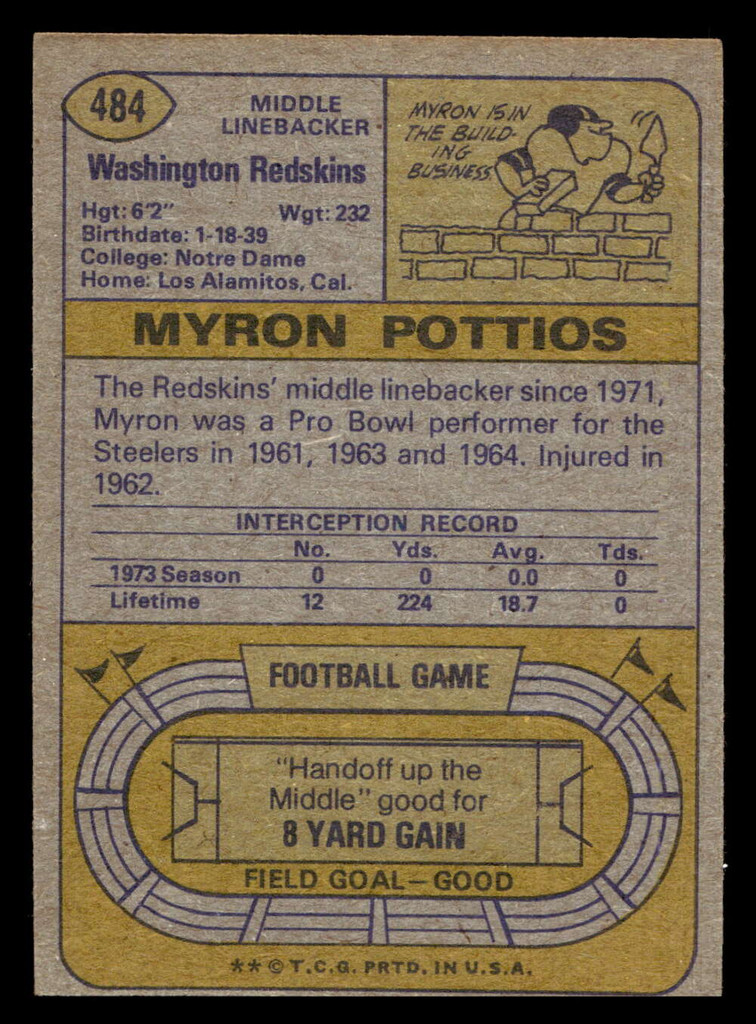 484
MIDDLE
LINEBACKER
Washington Redskins
Hgt: 6'2" Wgt: 232
Birthdate: 1-18-39
College: Notre Dame
Home: Los Alamitos, Cal.
MYRON IS IN
THE BUILD-
ING
BUSINESS
MYRON POTTIOS
The Redskins' middle linebacker since 1971,
Myron was a Pro Bowl performer for the
Steelers in 1961, 1963 and 1964. Injured in
1962.
INTERCEPTION RECORD
No. Yds. Avg. Tds.
1973 Season 0 0 0.0 0
Lifetime 12 224 18.7 0
FOOTBALL GAME
"Handoff up the
Middle" good for
8 YARD GAIN
FIELD GOAL—GOOD
** © T.C.G. PRTD. IN U.S.A.